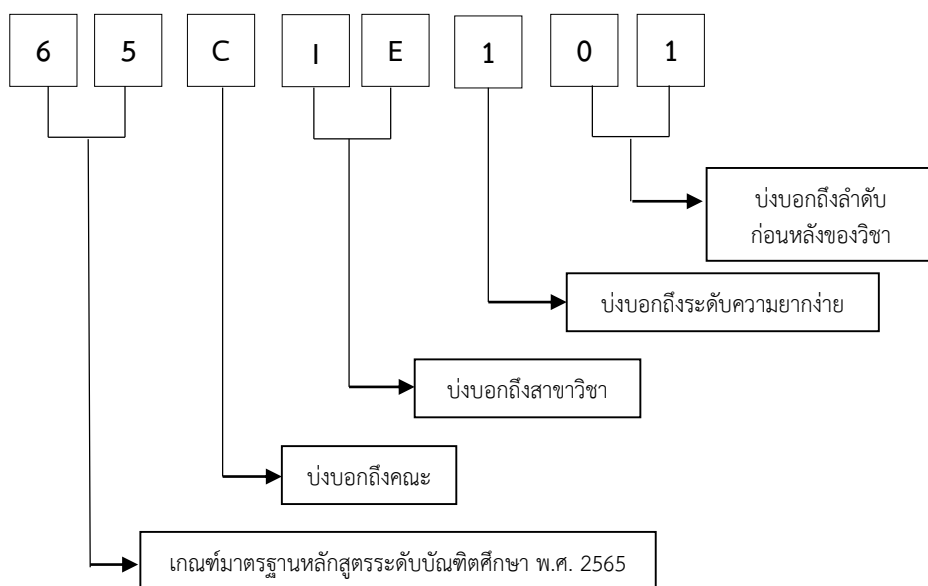 6 5 C I E 1 0 1
บ่งบอกถึงลำดับ
ก่อนหลังของวิชา
บ่งบอกถึงระดับความยากง่าย
บ่งบอกถึงสาขาวิชา
บ่งบอกถึงคณะ
เกณฑ์มาตรฐานหลักสูตรระดับบัณฑิตศึกษา พ.ศ. 2565